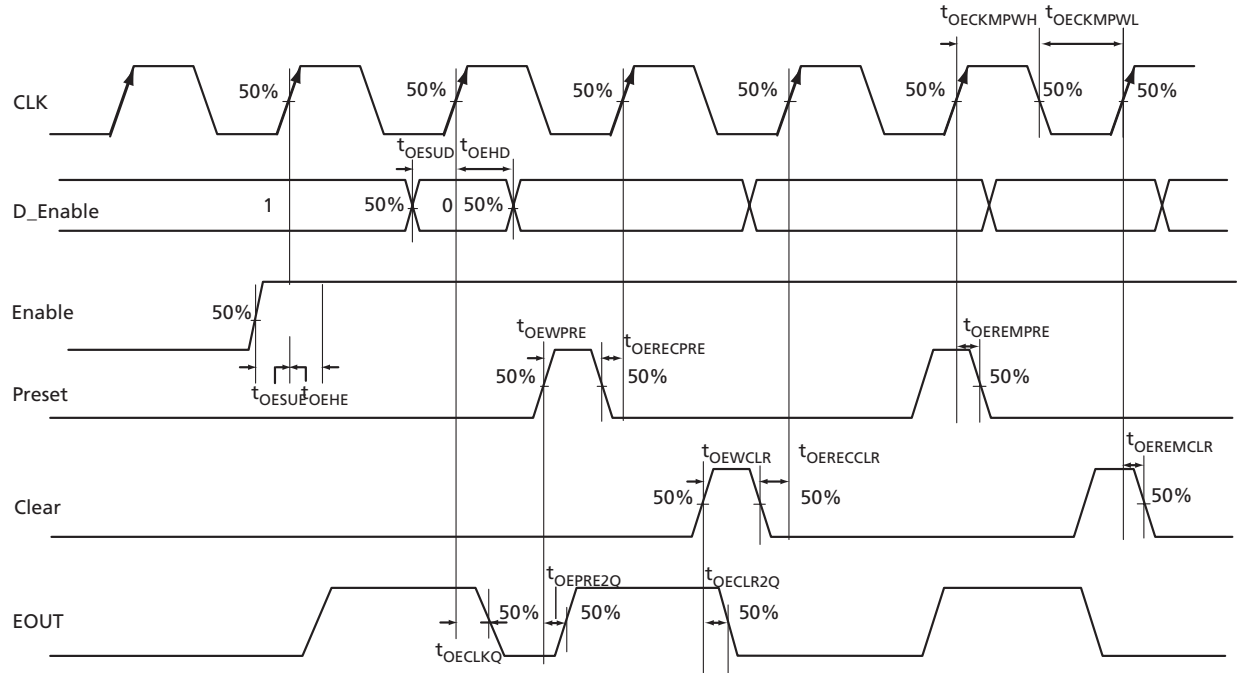 tOECKMPWH tOECKMPWL
CLK 50% 50% 50% 50% 50% 50% 50%
tOESUD tOEHD
D_Enable 1 50% 0 50%
Enable 50%
tOEWPRE tOERECPRE tOEREMPRE
Preset tOESUE tOEHE 50% 50% 50%
tOEWCLR tOERECCLR tOEREMCLR
Clear 50% 50% 50%
tOEPRE2Q tOECLR2Q
EOUT 50% 50% 50%
tOECLKQ